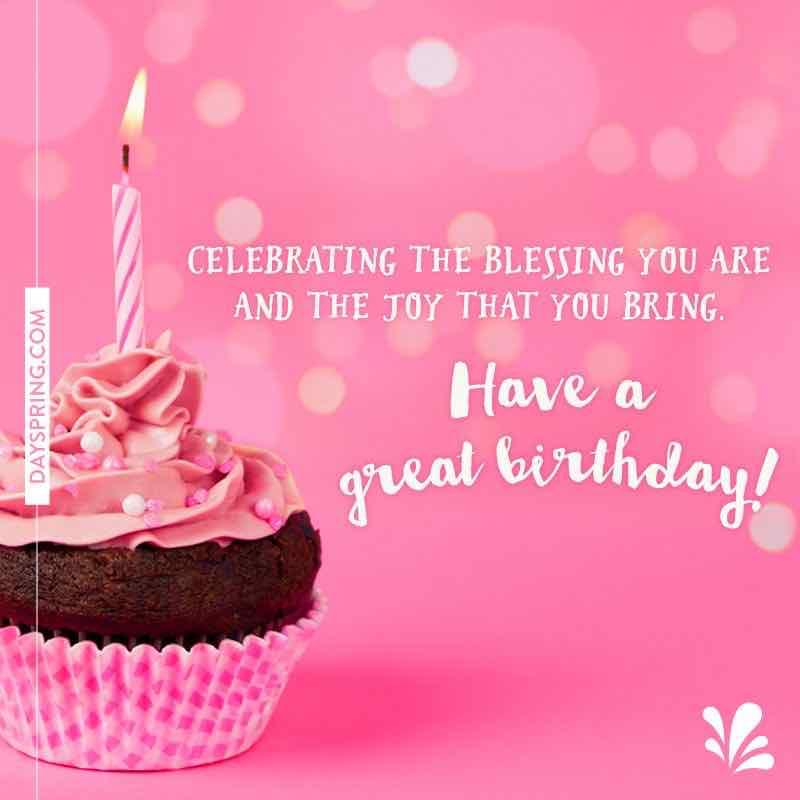 CELEBRATING THE BLESSING YOU ARE
AND THE JOY THAT YOU BRING.
Have a
great birthday!
DAYSPRING.COM